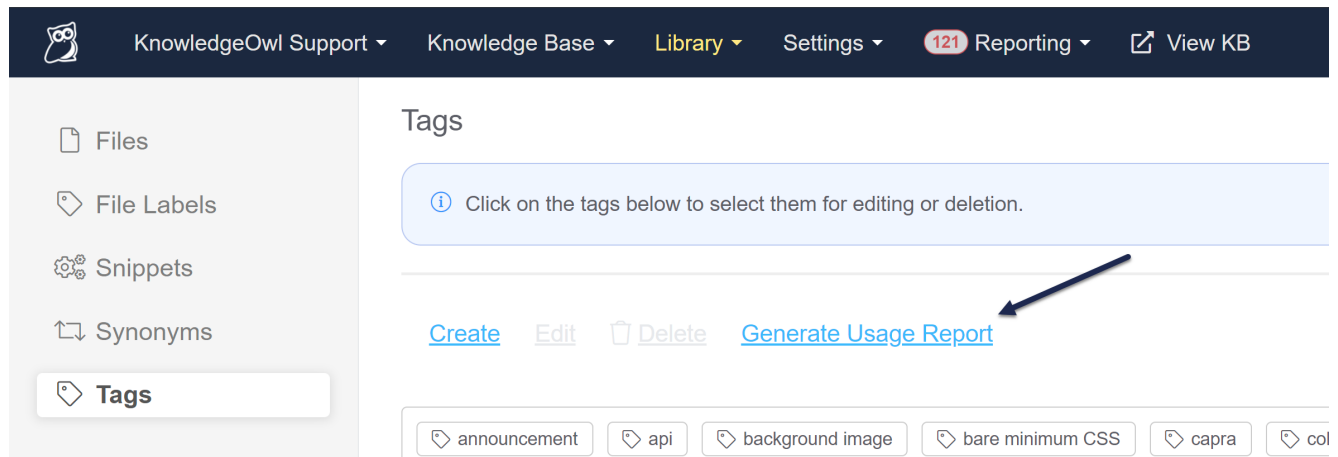 KnowledgeOwl Support Knowledge Base Library Settings 121 Reporting View KB
Files
File Labels
Snippets
Synonyms
Tags
Tags
Click on the tags below to select them for editing or deletion.
Create Edit Delete Generate Usage Report
announcement api background image bare minimum CSS capra col